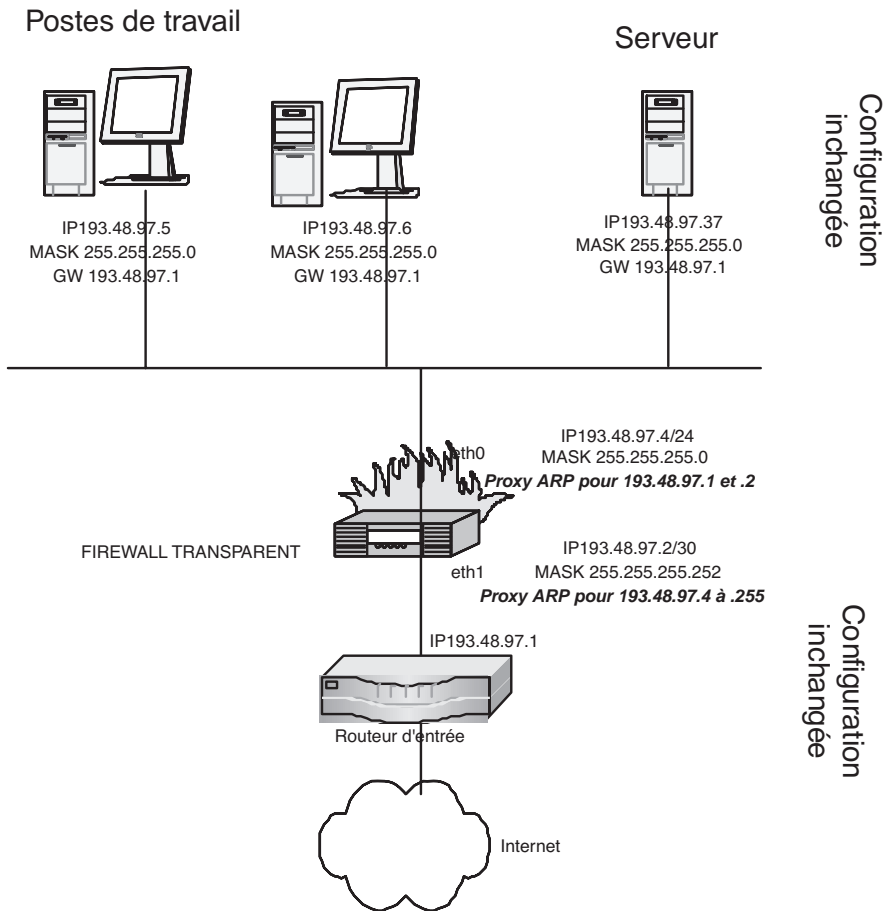 Postes de travail
Serveur
Configuration
inchangée
IP193.48.97.5
MASK 255.255.255.0
GW 193.48.97.1
IP193.48.97.6
MASK 255.255.255.0
GW 193.48.97.1
IP193.48.97.37
MASK 255.255.255.0
GW 193.48.97.1
eth0
IP193.48.97.4/24
MASK 255.255.255.0
Proxy ARP pour 193.48.97.1 et .2
FIREWALL TRANSPARENT
eth1
IP193.48.97.2/30
MASK 255.255.255.252
Proxy ARP pour 193.48.97.4 à .255
IP193.48.97.1
Routeur d'entrée
Configuration
inchangée
Internet